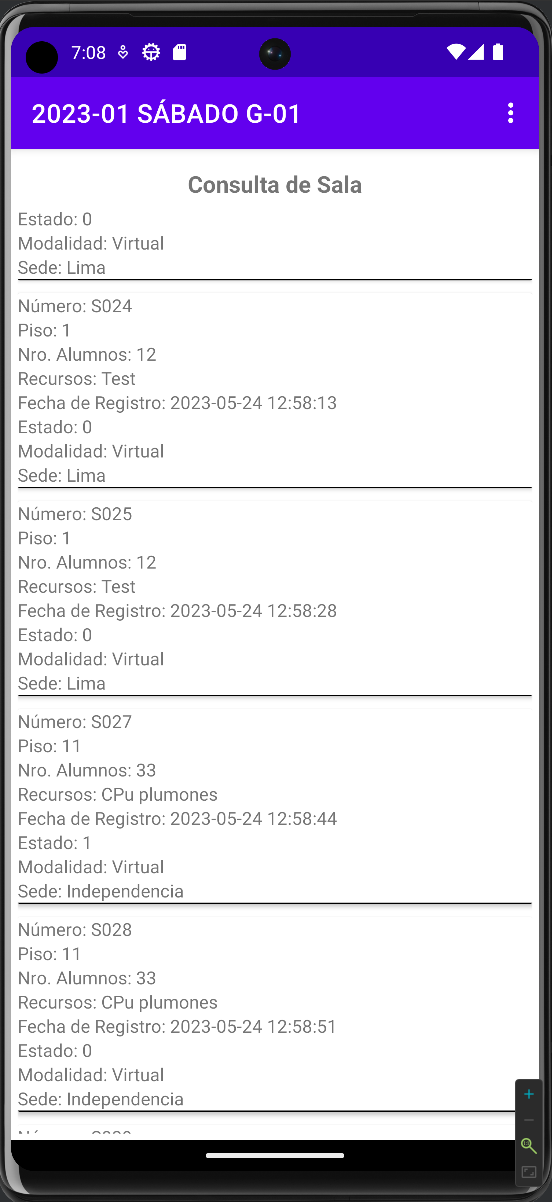 7:08
2023-01 SÁBADO G-01
Consulta de Sala
Estado: 0
Modalidad: Virtual
Sede: Lima
Número: S024
Piso: 1
Nro. Alumnos: 12
Recursos: Test
Fecha de Registro: 2023-05-24 12:58:13
Estado: 0
Modalidad: Virtual
Sede: Lima
Número: S025
Piso: 1
Nro. Alumnos: 12
Recursos: Test
Fecha de Registro: 2023-05-24 12:58:28
Estado: 0
Modalidad: Virtual
Sede: Lima
Número: S027
Piso: 11
Nro. Alumnos: 33
Recursos: CPu plumones
Fecha de Registro: 2023-05-24 12:58:44
Estado: 1
Modalidad: Virtual
Sede: Independencia
Número: S028
Piso: 11
Nro. Alumnos: 33
Recursos: CPu plumones
Fecha de Registro: 2023-05-24 12:58:51
Estado: 0
Modalidad: Virtual
Sede: Independencia